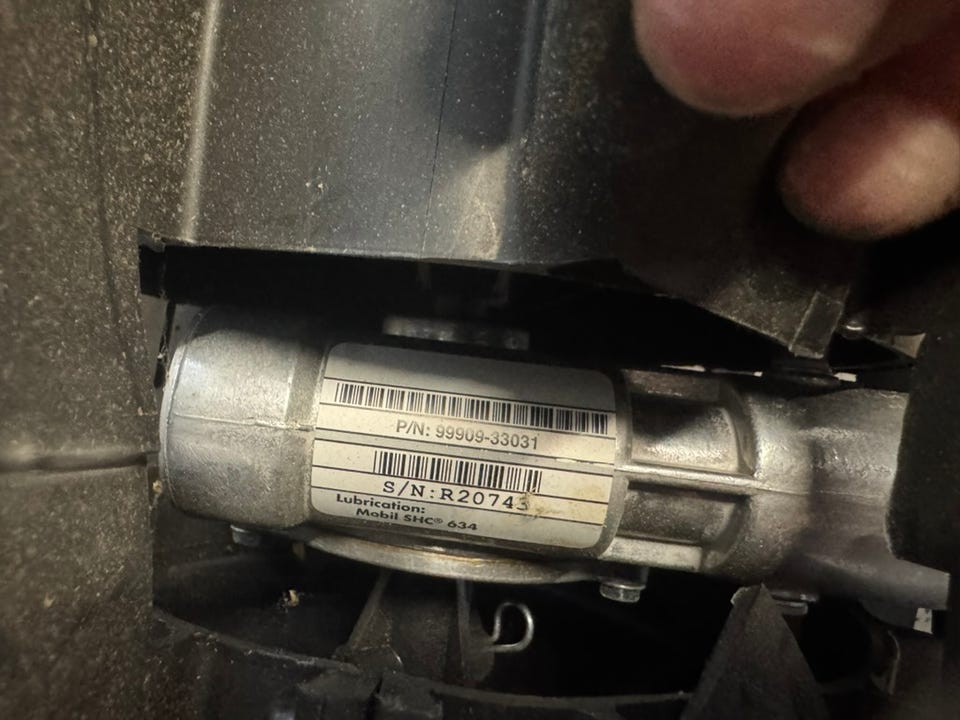 P/N: 99909-33031
S/N: R20743
Lubrication:
Mobil SHC® 634